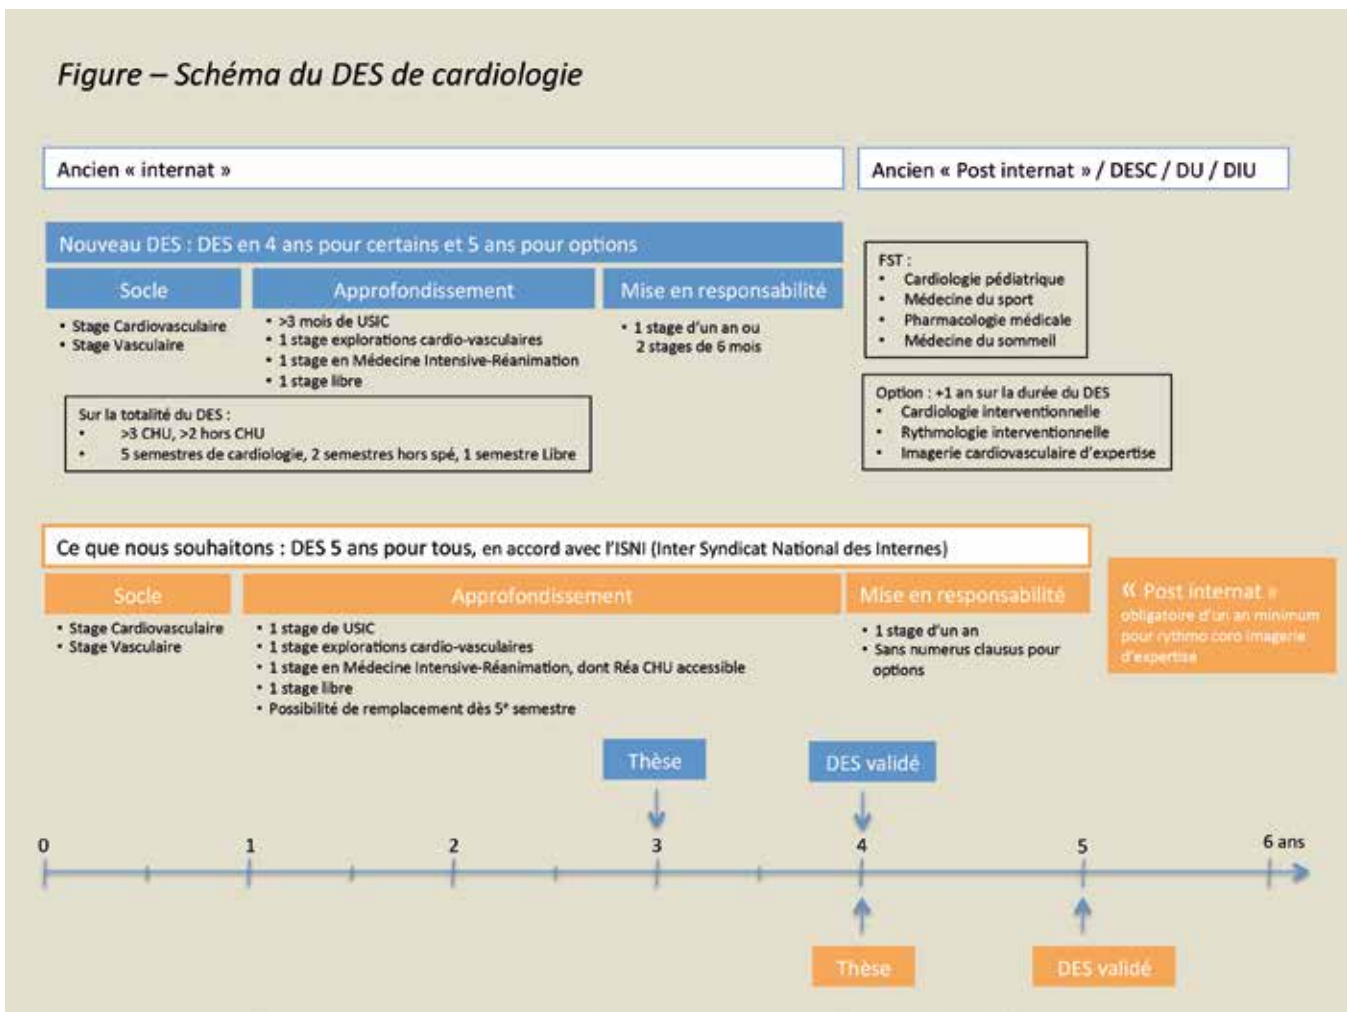 Figure – Schéma du DES de cardiologie
Ancien « internat »
Ancien « Post internat » / DESC / DU / DIU
Nouveau DES : DES en 4 ans pour certains et 5 ans pour options
Socle
Approfondissement
Mise en responsabilité
• Stage Cardiovasculaire
• Stage Vasculaire
• >3 mois de USIC
• 1 stage explorations cardio-vasculaires
• 1 stage en Médecine Intensive-Réanimation
• 1 stage libre
• 1 stage d'un an ou
2 stages de 6 mois
Sur la totalité du DES :
• >3 CHU, >2 hors CHU
• 5 semestres de cardiologie, 2 semestres hors spé, 1 semestre Libre
FST :
• Cardiologie pédiatrique
• Médecine du sport
• Pharmacologie médicale
• Médecine du sommeil
Option : +1 an sur la durée du DES
• Cardiologie interventionnelle
• Rythmologie interventionnelle
• Imagerie cardiovasculaire d'expertise
Ce que nous souhaitons : DES 5 ans pour tous, en accord avec l'ISNI (Inter Syndicat National des Internes)
Socle
Approfondissement
Mise en responsabilité
• Stage Cardiovasculaire
• Stage Vasculaire
• 1 stage de USIC
• 1 stage explorations cardio-vasculaires
• 1 stage en Médecine Intensive-Réanimation, dont Réa CHU accessible
• 1 stage libre
• Possibilité de remplacement dès 5e semestre
• 1 stage d'un an
• Sans numerus clausus pour
options
« Post internat »
obligatoire d'un an minimum
pour rythmo coro imagerie
d'expertise
Thèse
DES validé
0 1 2 3 4 5 6 ans
Thèse
DES validé